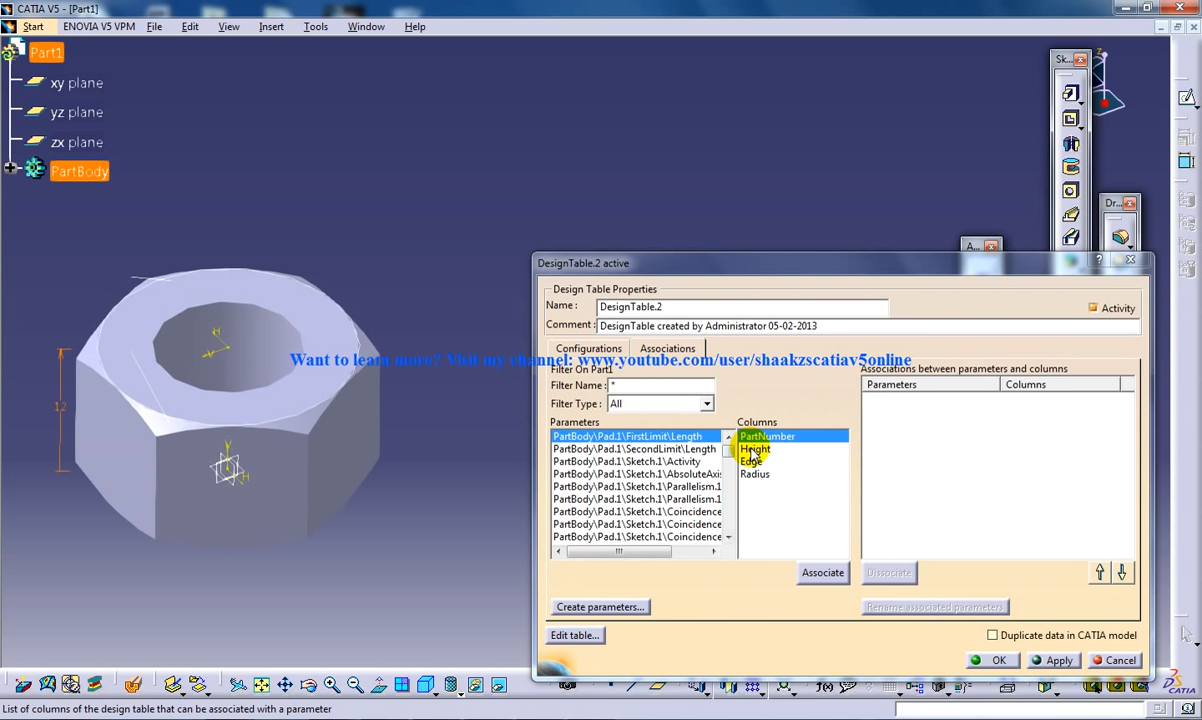 CATIA V5 - [Part1]
Start ENOVIA V5 VPM File Edit View Insert Tools Window Help
Part1
xy plane
yz plane
zx plane
PartBody
Sk...
z
Dr...
A...
12
H
V
V
H
DesignTable.2 active
Design Table Properties
Name : DesignTable.2
Activity
Comment : DesignTable created by Administrator 05-02-2013
Configurations Associations
Want to learn more? Visit my channel: www.youtube.com/user/shaakzscatiav5online
Filter On Part1
Associations between parameters and columns
Filter Name : *
Parameters Columns
Filter Type : All
Parameters Columns
PartBody\Pad.1\FirstLimit\Length PartNumber
PartBody\Pad.1\SecondLimit\Length Height
PartBody\Pad.1\Sketch.1\Activity Edge
PartBody\Pad.1\Sketch.1\AbsoluteAxis Radius
PartBody\Pad.1\Sketch.1\Parallelism.1
PartBody\Pad.1\Sketch.1\Parallelism.1
PartBody\Pad.1\Sketch.1\Coincidence
PartBody\Pad.1\Sketch.1\Coincidence
PartBody\Pad.1\Sketch.1\Coincidence
Associate Dissociate
Create parameters... Rename associated parameters
Edit table... Duplicate data in CATIA model
OK Apply Cancel
f(x)
CATIA
List of columns of the design table that can be associated with a parameter